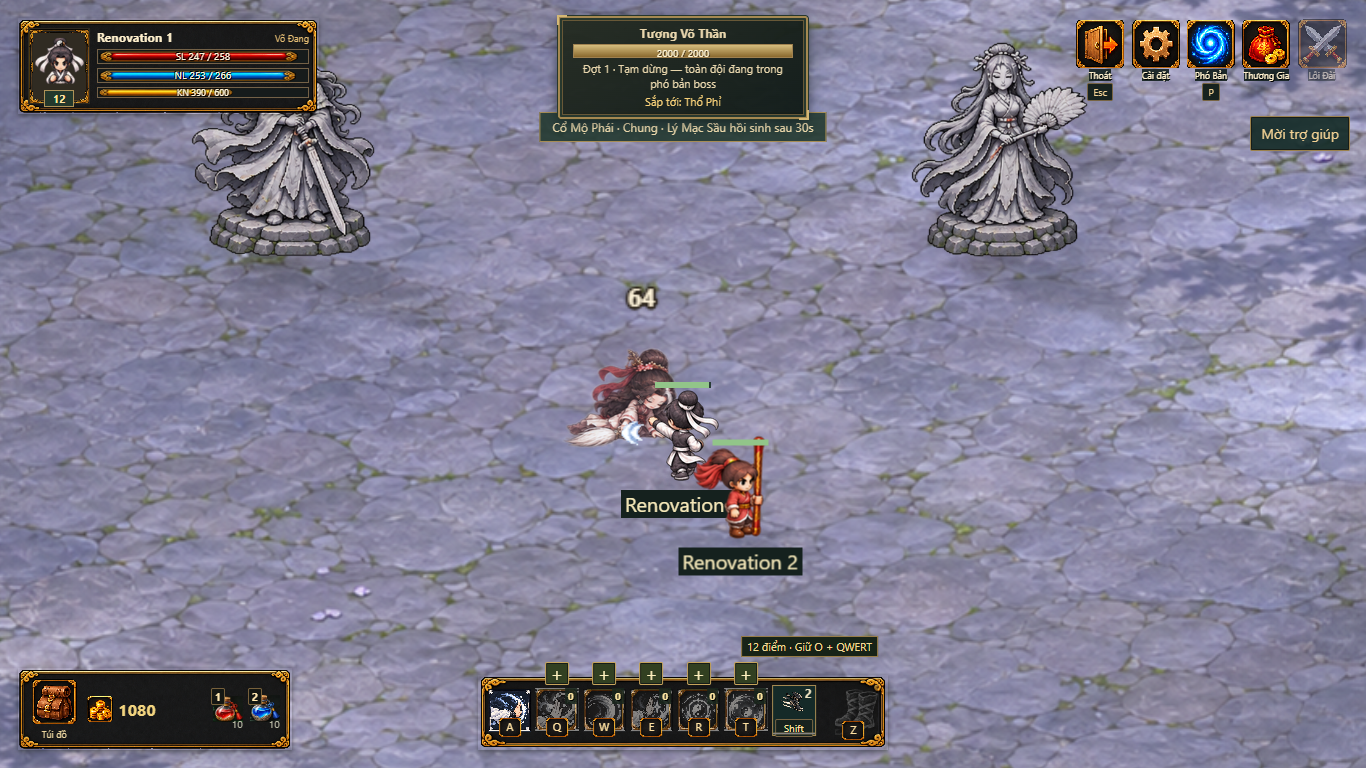 Renovation 1
Võ Đang
SL 247 / 258
NL 253 / 266
KN 390 / 600
12
Tượng Võ Thần
2000 / 2000
Đợt 1 · Tạm dừng — toàn đội đang trong
phó bản boss
Sắp tới: Thổ Phỉ
Cổ Mộ Phái · Chung · Lý Mạc Sầu hồi sinh sau 30s
Thoát
Cài đặt
Phó Bản
Thương Gia
Lôi Đài
Esc
P
Mời trợ giúp
64
Renovation
Renovation 2
12 điểm · Giữ O + QWERT
Túi đồ
1080
1
10
2
10
+ + + + +
0 0 0 0 0 2
A Q W E R T Shift Z